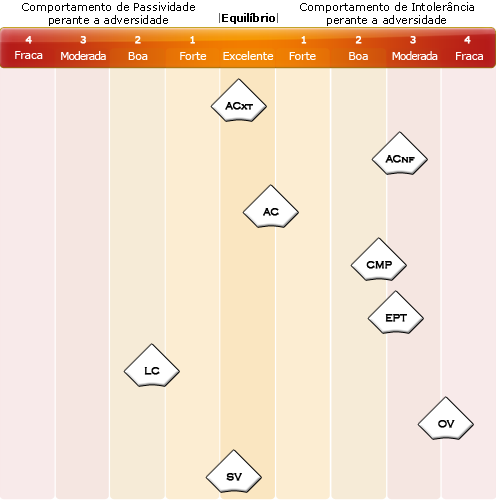 Comportamento de Passividade
perante a adversidade
|Equilíbrio|
Comportamento de Intolerância
perante a adversidade
4 3 2 1 1 2 3 4
Fraca Moderada Boa Forte Excelente Forte Boa Moderada Fraca
ACXT
ACNF
AC
CMP
EPT
LC
OV
SV